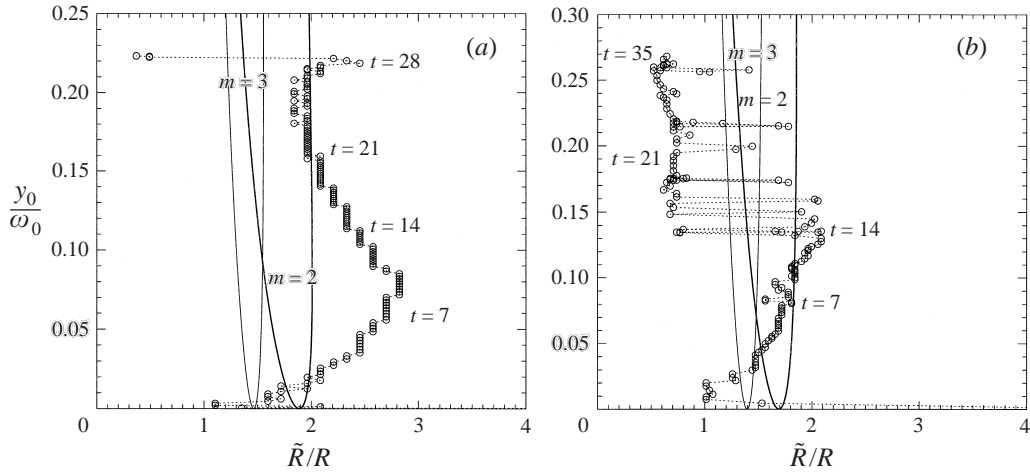 0.25
(a)
0.20
0.15
y₀
ω₀
0.10
0.05
0
1
2
3
4
R̃/R
m = 3
m = 2
t = 28
t = 21
t = 14
t = 7
0.30
(b)
0.25
0.20
0.15
0.10
0.05
0
1
2
3
4
R̃/R
t = 35
m = 3
m = 2
t = 21
t = 14
t = 7